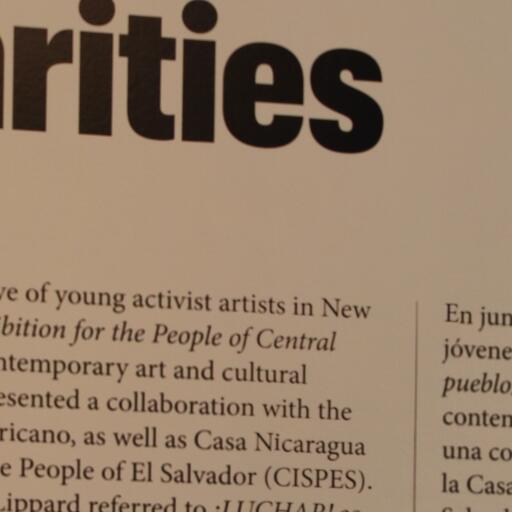 rities
ve of young activist artists in New
bition for the People of Central
ntemporary art and cultural
esented a collaboration with the
ricano, as well as Casa Nicaragua
e People of El Salvador (CISPES).
Lippard referred to ¡LUCHAR!
En jun
jóvene
pueblo
conten
una co
la Casa